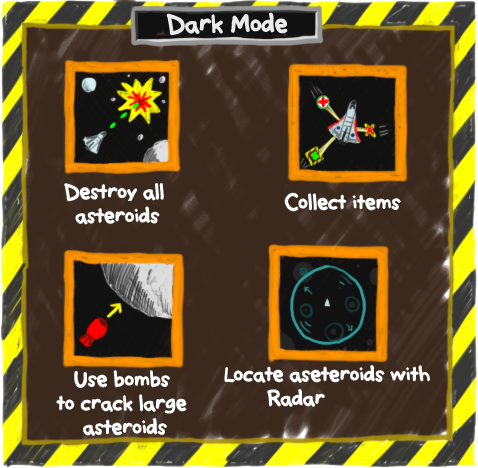 Dark Mode
Destroy all
asteroids
Collect items
Use bombs
to crack large
asteroids
Locate aseteroids with
Radar